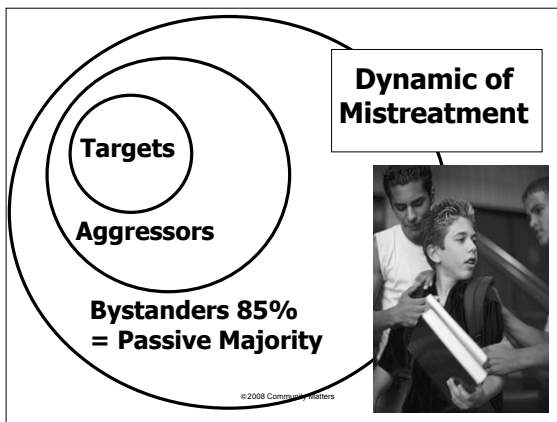 Dynamic of
Mistreatment
Targets
Aggressors
Bystanders 85%
= Passive Majority
©2008 Community Matters